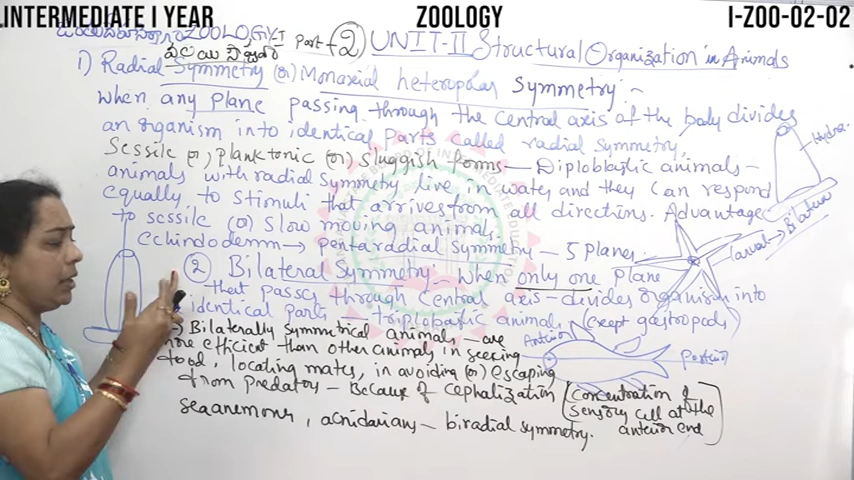 INTERMEDIATE I YEAR
ZOOLOGY
I-ZOO-02-02
ZOOLOGY-I Part-2 UNIT-II Structural Organization in Animals
1) Radial Symmetry (or) Monaxial heteropolar Symmetry :-
when any plane passing through the central axis of the body divides
an organism into identical parts called radial symmetry.
Sessile (or) Planktonic (or) Sluggish forms — Diploblastic animals —
animals with radial symmetry live in water and they can respond
equally to stimuli that arrives from all directions. Advantage
to sessile (or) slow moving animal.
echinoderm → pentaradial Symmetry — 5 Planes.
Hydra.
Larval → Bilateral
2 Bilateral Symmetry - when only one plane
that passes through central axis - divides organism into
identical parts — triploblastic animals (except gastropods)
→ Bilaterally symmetrical animals — are
more efficient than other animals in seeking
food, locating mates, in avoiding (or) escaping
from predators — Because of cephalization
(concentration of
sensory cell at the
anterior end
Anterior
Posterior
seaanemons, acnidarians — biradial symmetry.